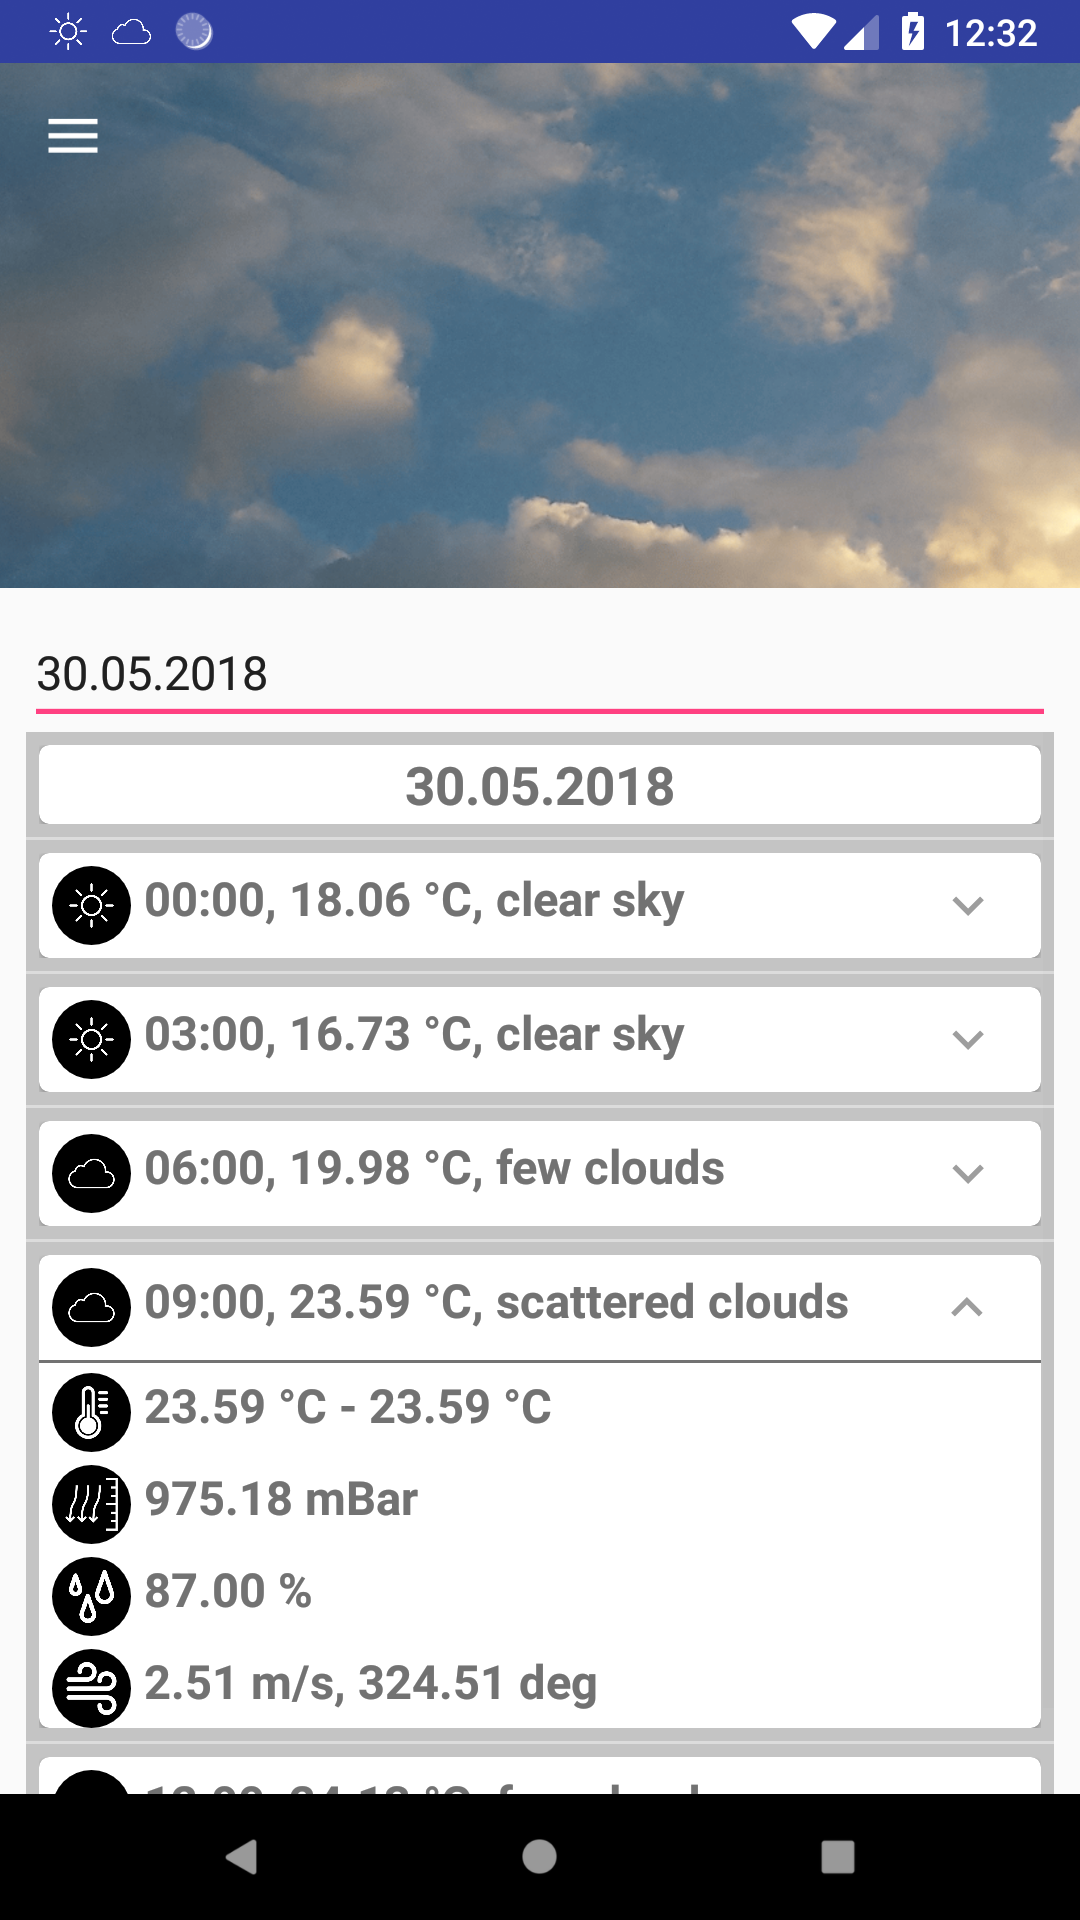 12:32
30.05.2018
30.05.2018
00:00, 18.06 °C, clear sky
03:00, 16.73 °C, clear sky
06:00, 19.98 °C, few clouds
09:00, 23.59 °C, scattered clouds
23.59 °C - 23.59 °C
975.18 mBar
87.00 %
2.51 m/s, 324.51 deg